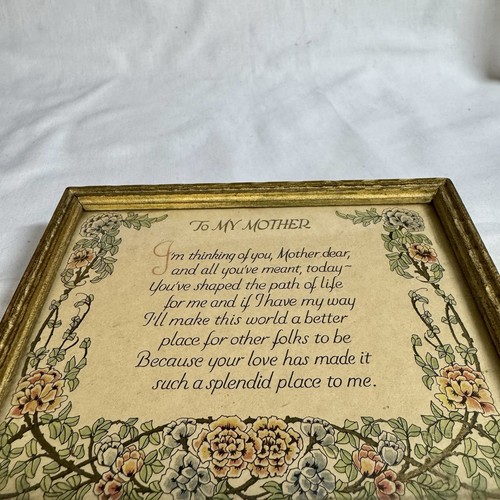 TO MY MOTHER
I'm thinking of you, Mother dear,
and all you've meant, today~
You've shaped the path of life
for me and if I have my way
I'll make this world a better
place for other folks to be
Because your love has made it
such a splendid place to me.